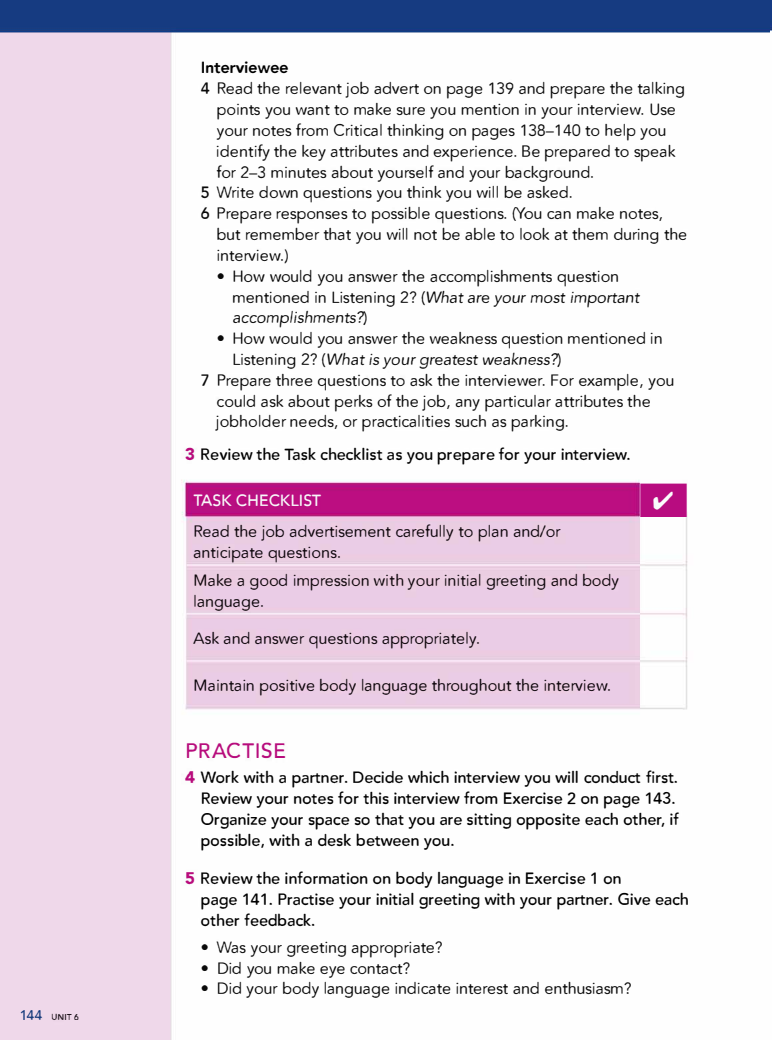 Interviewee
4 Read the relevant job advert on page 139 and prepare the talking
points you want to make sure you mention in your interview. Use
your notes from Critical thinking on pages 138–140 to help you
identify the key attributes and experience. Be prepared to speak
for 2–3 minutes about yourself and your background.
5 Write down questions you think you will be asked.
6 Prepare responses to possible questions. (You can make notes,
but remember that you will not be able to look at them during the
interview.)
• How would you answer the accomplishments question
mentioned in Listening 2? (What are your most important
accomplishments?)
• How would you answer the weakness question mentioned in
Listening 2? (What is your greatest weakness?)
7 Prepare three questions to ask the interviewer. For example, you
could ask about perks of the job, any particular attributes the
jobholder needs, or practicalities such as parking.
3 Review the Task checklist as you prepare for your interview.
TASK CHECKLIST ✔
Read the job advertisement carefully to plan and/or
anticipate questions.
Make a good impression with your initial greeting and body
language.
Ask and answer questions appropriately.
Maintain positive body language throughout the interview.
PRACTISE
4 Work with a partner. Decide which interview you will conduct first.
Review your notes for this interview from Exercise 2 on page 143.
Organize your space so that you are sitting opposite each other, if
possible, with a desk between you.
5 Review the information on body language in Exercise 1 on
page 141. Practise your initial greeting with your partner. Give each
other feedback.
• Was your greeting appropriate?
• Did you make eye contact?
• Did your body language indicate interest and enthusiasm?
144 UNIT 6